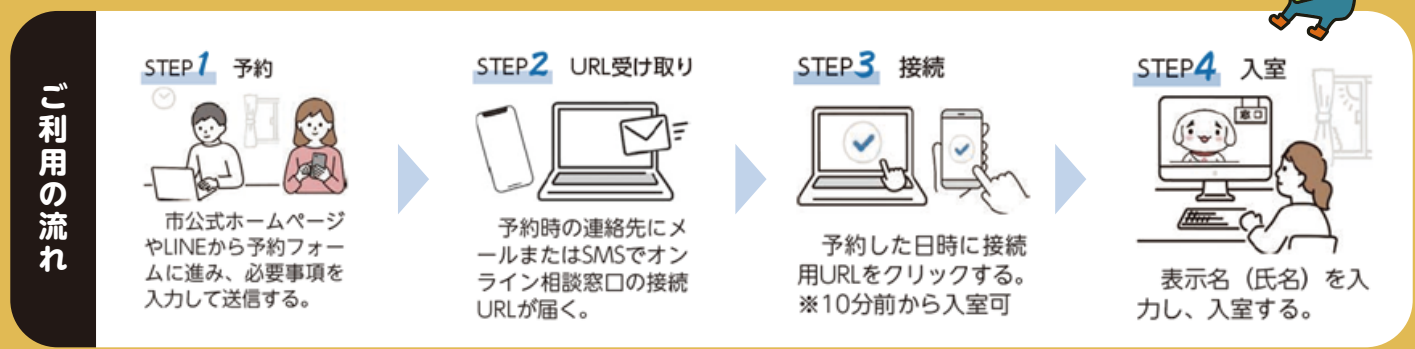 ご利用の流れ
STEP1 予約
市公式ホームページ
やLINEから予約フォー
ムに進み、必要事項を
入力して送信する。
STEP2 URL受け取り
予約時の連絡先にメ
ールまたはSMSでオン
ライン相談窓口の接続
URLが届く。
STEP3 接続
予約した日時に接続
用URLをクリックする。
※10分前から入室可
STEP4 入室
窓口
表示名（氏名）を入
力し、入室する。